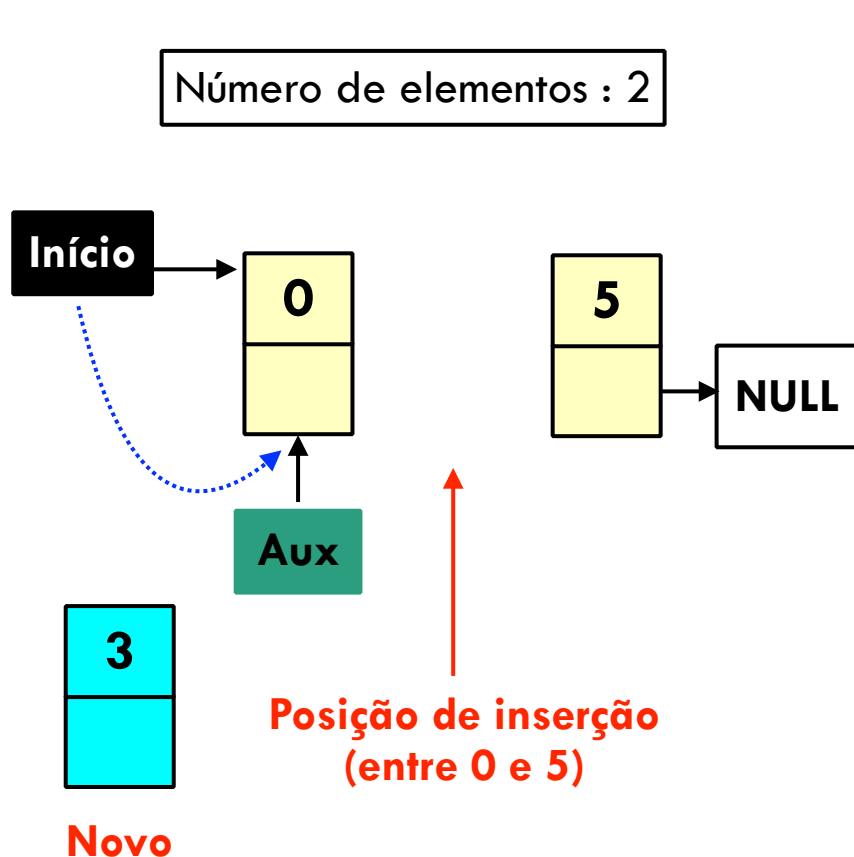 Número de elementos : 2
Início
0
5
NULL
Aux
3
Posição de inserção
(entre 0 e 5)
Novo